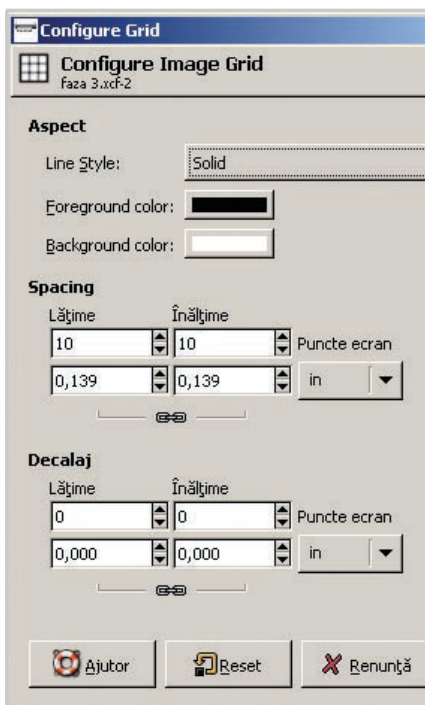 Configure Grid
Configure Image Grid
faza 3.xcf-2
Aspect
Line Style: Solid
Foreground color:
Background color:
Spacing
Lăţime Înălţime
10 10 Puncte ecran
0,139 0,139 in
Decalaj
Lăţime Înălţime
0 0 Puncte ecran
0,000 0,000 in
Ajutor Reset Renunţă